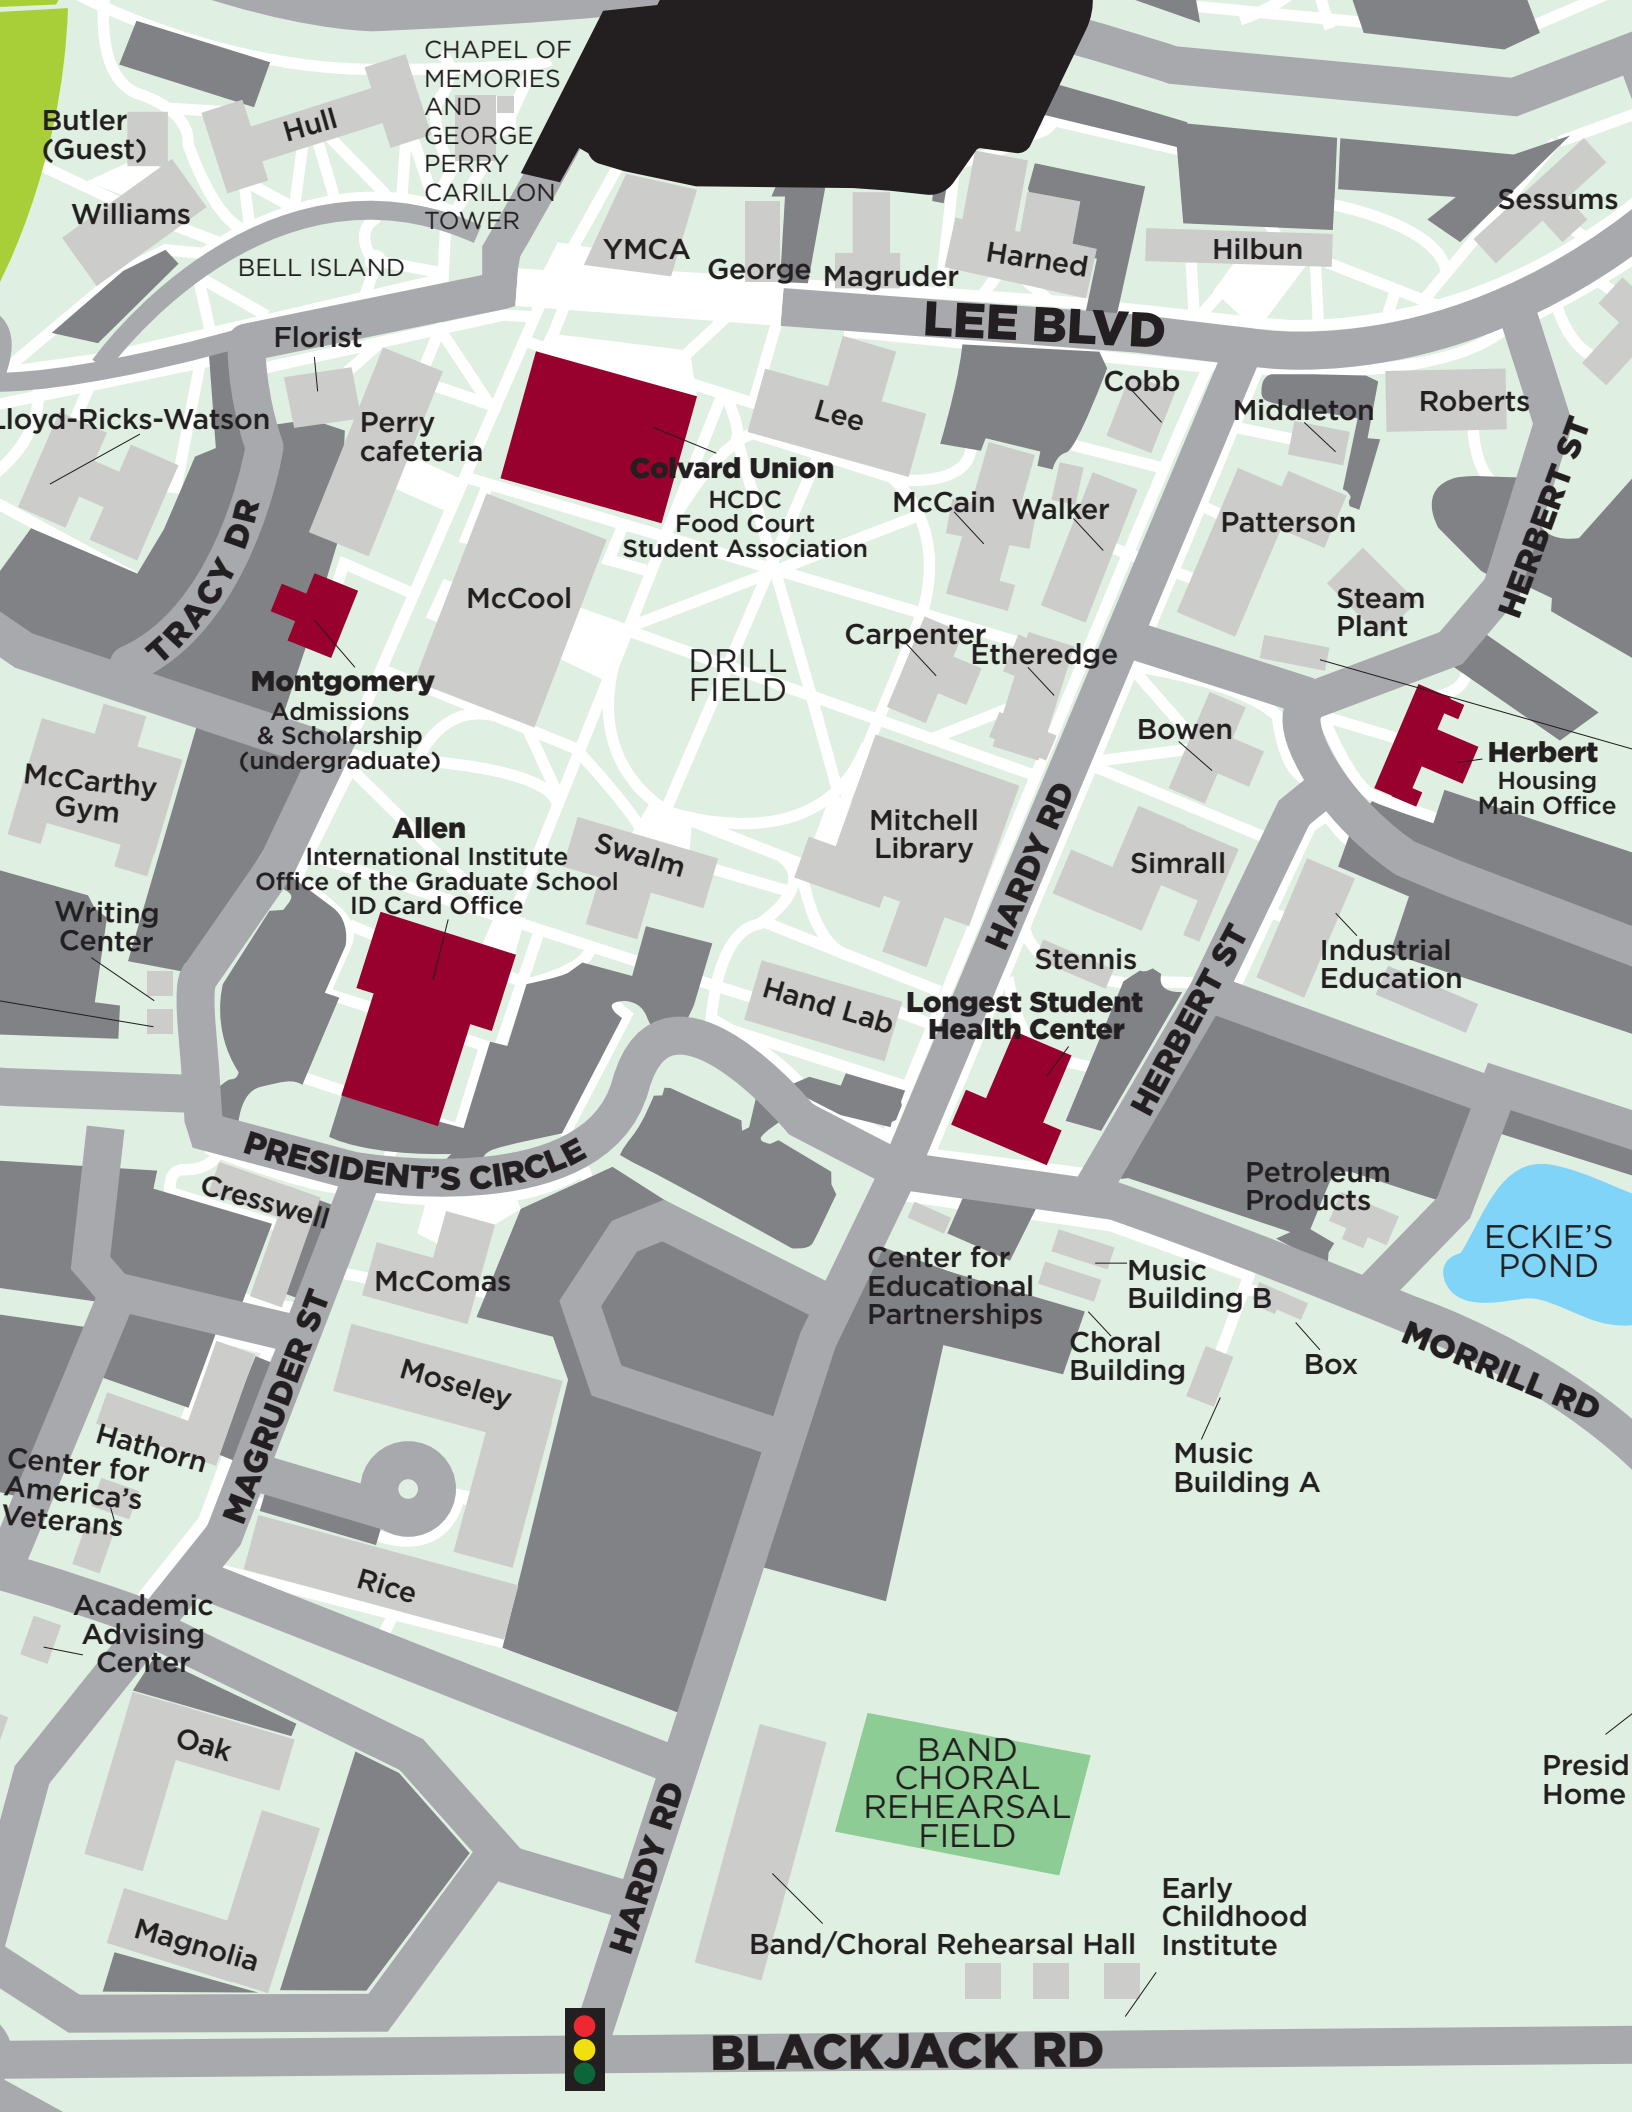 CHAPEL OF
MEMORIES
AND
GEORGE
PERRY
CARILLON
TOWER
Butler
(Guest)
Hull
Williams
BELL ISLAND
YMCA
George
Magruder
Harned
Hilbun
Sessums
LEE BLVD
Florist
Lloyd-Ricks-Watson
Perry
cafeteria
Lee
Cobb
Middleton
Roberts
Colvard Union
HCDC
Food Court
Student Association
McCain
Walker
Patterson
HERBERT ST
TRACY DR
McCool
Steam
Plant
Carpenter
Etheredge
DRILL
FIELD
Montgomery
Admissions
& Scholarship
(undergraduate)
Bowen
Herbert
Housing
Main Office
McCarthy
Gym
Allen
International Institute
Office of the Graduate School
ID Card Office
Swalm
Mitchell
Library
HARDY RD
Simrall
Writing
Center
Stennis
Industrial
Education
Hand Lab
Longest Student
Health Center
HERBERT ST
PRESIDENT'S CIRCLE
Cresswell
Petroleum
Products
ECKIE'S
POND
McComas
Center for
Educational
Partnerships
Music
Building B
Choral
Building
Box
MORRILL RD
MAGRUDER ST
Moseley
Hathorn
Center for
America's
Veterans
Music
Building A
Rice
Academic
Advising
Center
Oak
BAND
CHORAL
REHEARSAL
FIELD
Presid
Home
HARDY RD
Magnolia
Band/Choral Rehearsal Hall
Early
Childhood
Institute
BLACKJACK RD